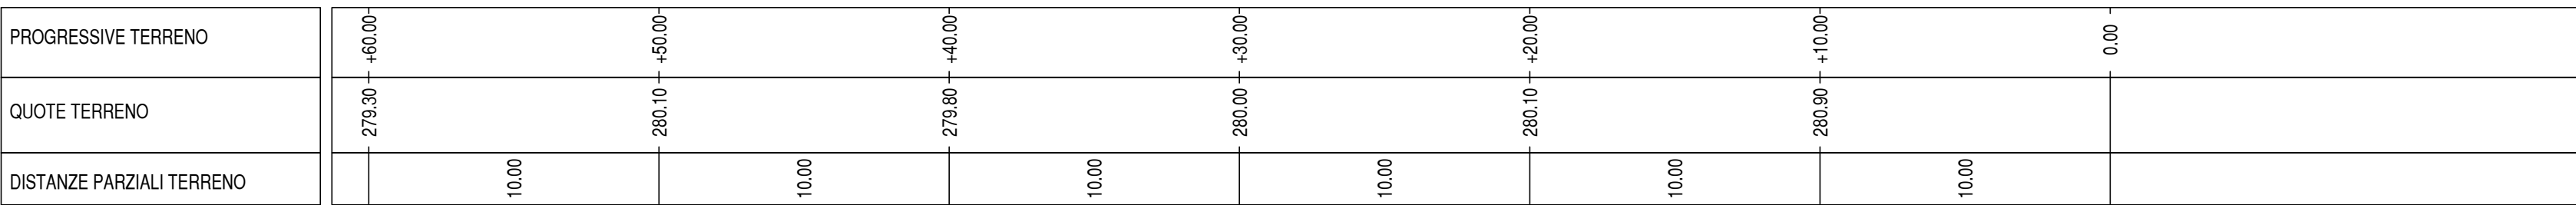 PROGRESSIVE TERRENO +60.00 +50.00 +40.00 +30.00 +20.00 +10.00 0.00
QUOTE TERRENO 279.30 280.10 279.80 280.00 280.10 280.90
DISTANZE PARZIALI TERRENO 10.00 10.00 10.00 10.00 10.00 10.00